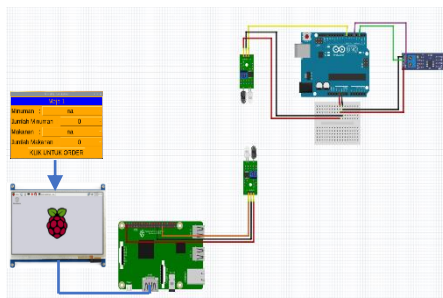 Meja 1
Minuman : na
Jumlah Minuman 0
Makanan : na
Jumlah Makanan 0
KLIK UNTUK ORDER